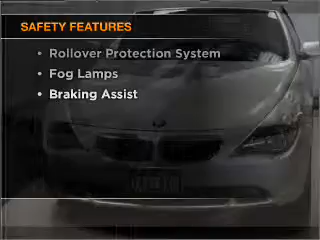 SAFETY FEATURES
• Rollover Protection System
• Fog Lamps
• Braking Assist